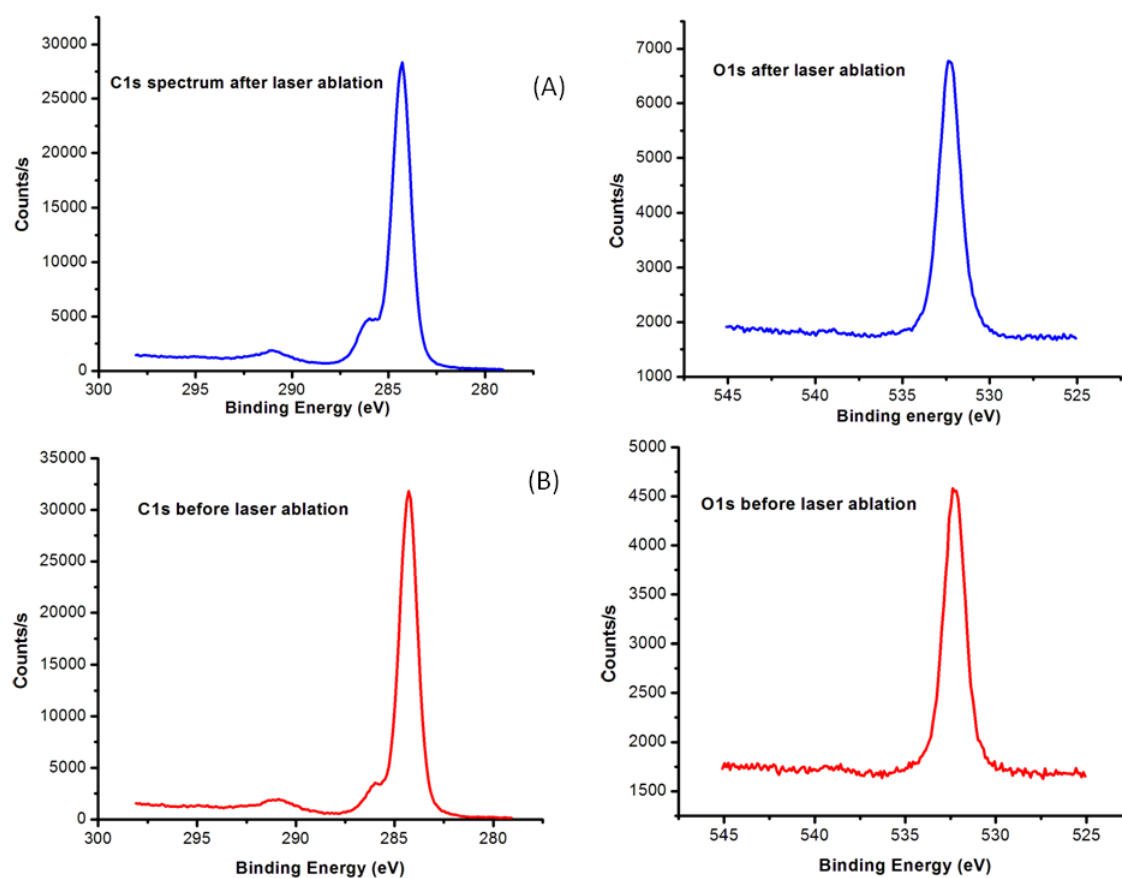 30000
25000
20000
15000
10000
5000
0
Counts/s
C1s spectrum after laser ablation
300 295 290 285 280
Binding Energy (eV)
(A)
7000
6000
5000
4000
3000
2000
1000
Counts/s
O1s after laser ablation
545 540 535 530 525
Binding energy (eV)
35000
30000
25000
20000
15000
10000
5000
0
Counts/s
C1s before laser ablation
300 295 290 285 280
Binding Energy (eV)
(B)
5000
4500
4000
3500
3000
2500
2000
1500
Counts/s
O1s before laser ablation
545 540 535 530 525
Binding Energy (eV)